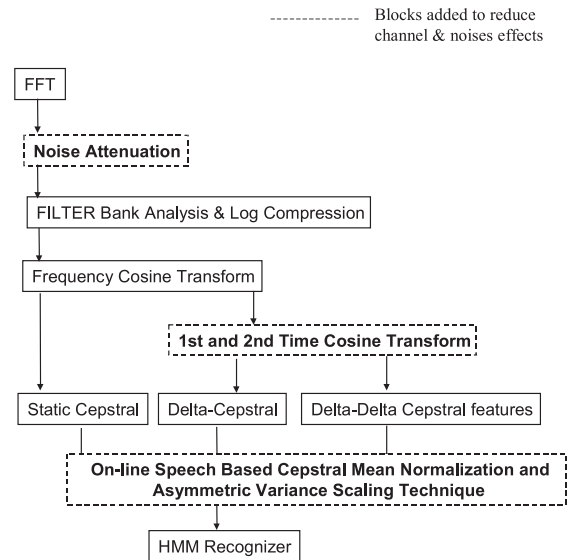 Blocks added to reduce
channel & noises effects
FFT
Noise Attenuation
FILTER Bank Analysis & Log Compression
Frequency Cosine Transform
1st and 2nd Time Cosine Transform
Static Cepstral
Delta-Cepstral
Delta-Delta Cepstral features
On-line Speech Based Cepstral Mean Normalization and
Asymmetric Variance Scaling Technique
HMM Recognizer